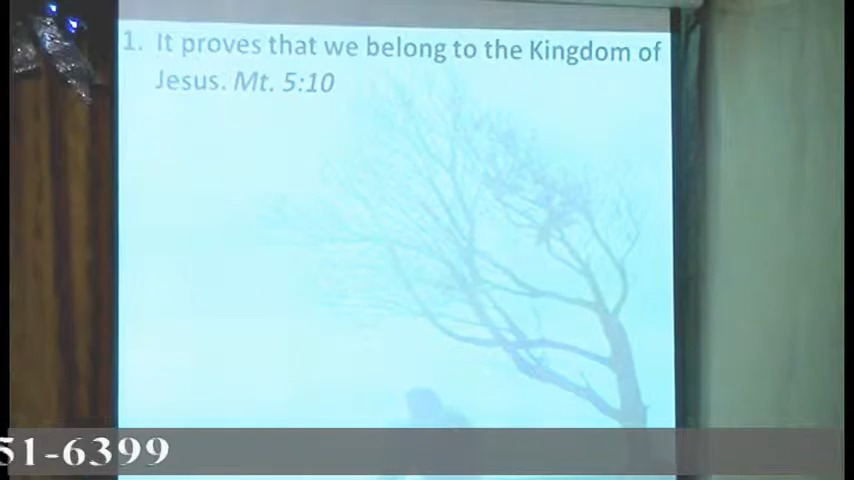 1. It proves that we belong to the Kingdom of
Jesus. Mt. 5:10
51-6399